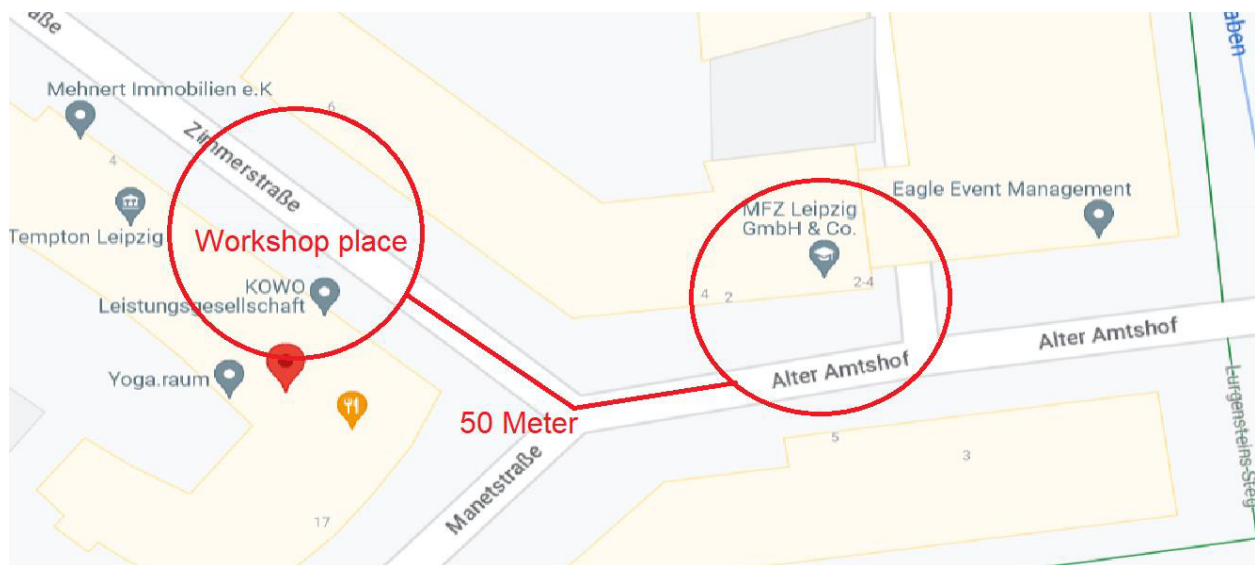 raße
aben
Mehnert Immobilien e.K
6
Zimmerstraße
4
Tempton Leipzig
Workshop place
MFZ Leipzig
GmbH & Co.
Eagle Event Management
KOWO
Leistungsgesellschaft
4
2
2-4
Alter Amtshof
Alter Amtshof
Yoga.raum
50 Meter
Manetstraße
5
3
17
Lurgensteins-Steg